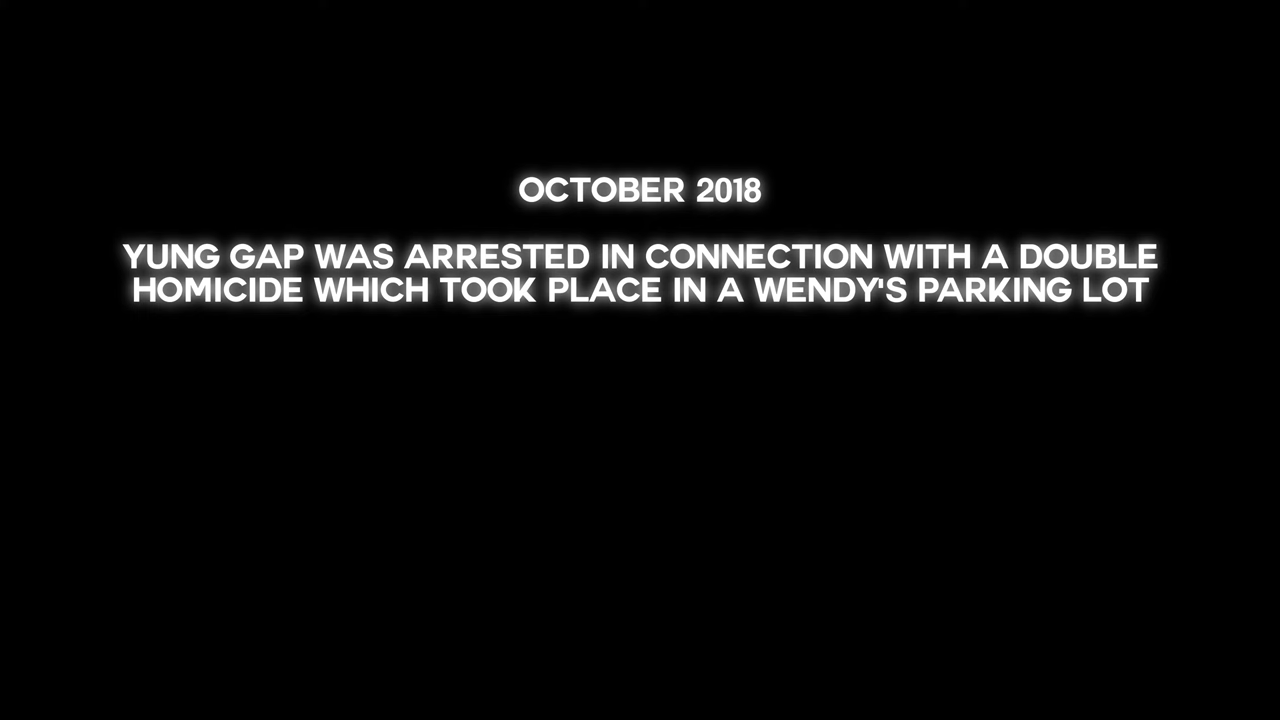 OCTOBER 2018
YUNG GAP WAS ARRESTED IN CONNECTION WITH A DOUBLE
HOMICIDE WHICH TOOK PLACE IN A WENDY'S PARKING LOT